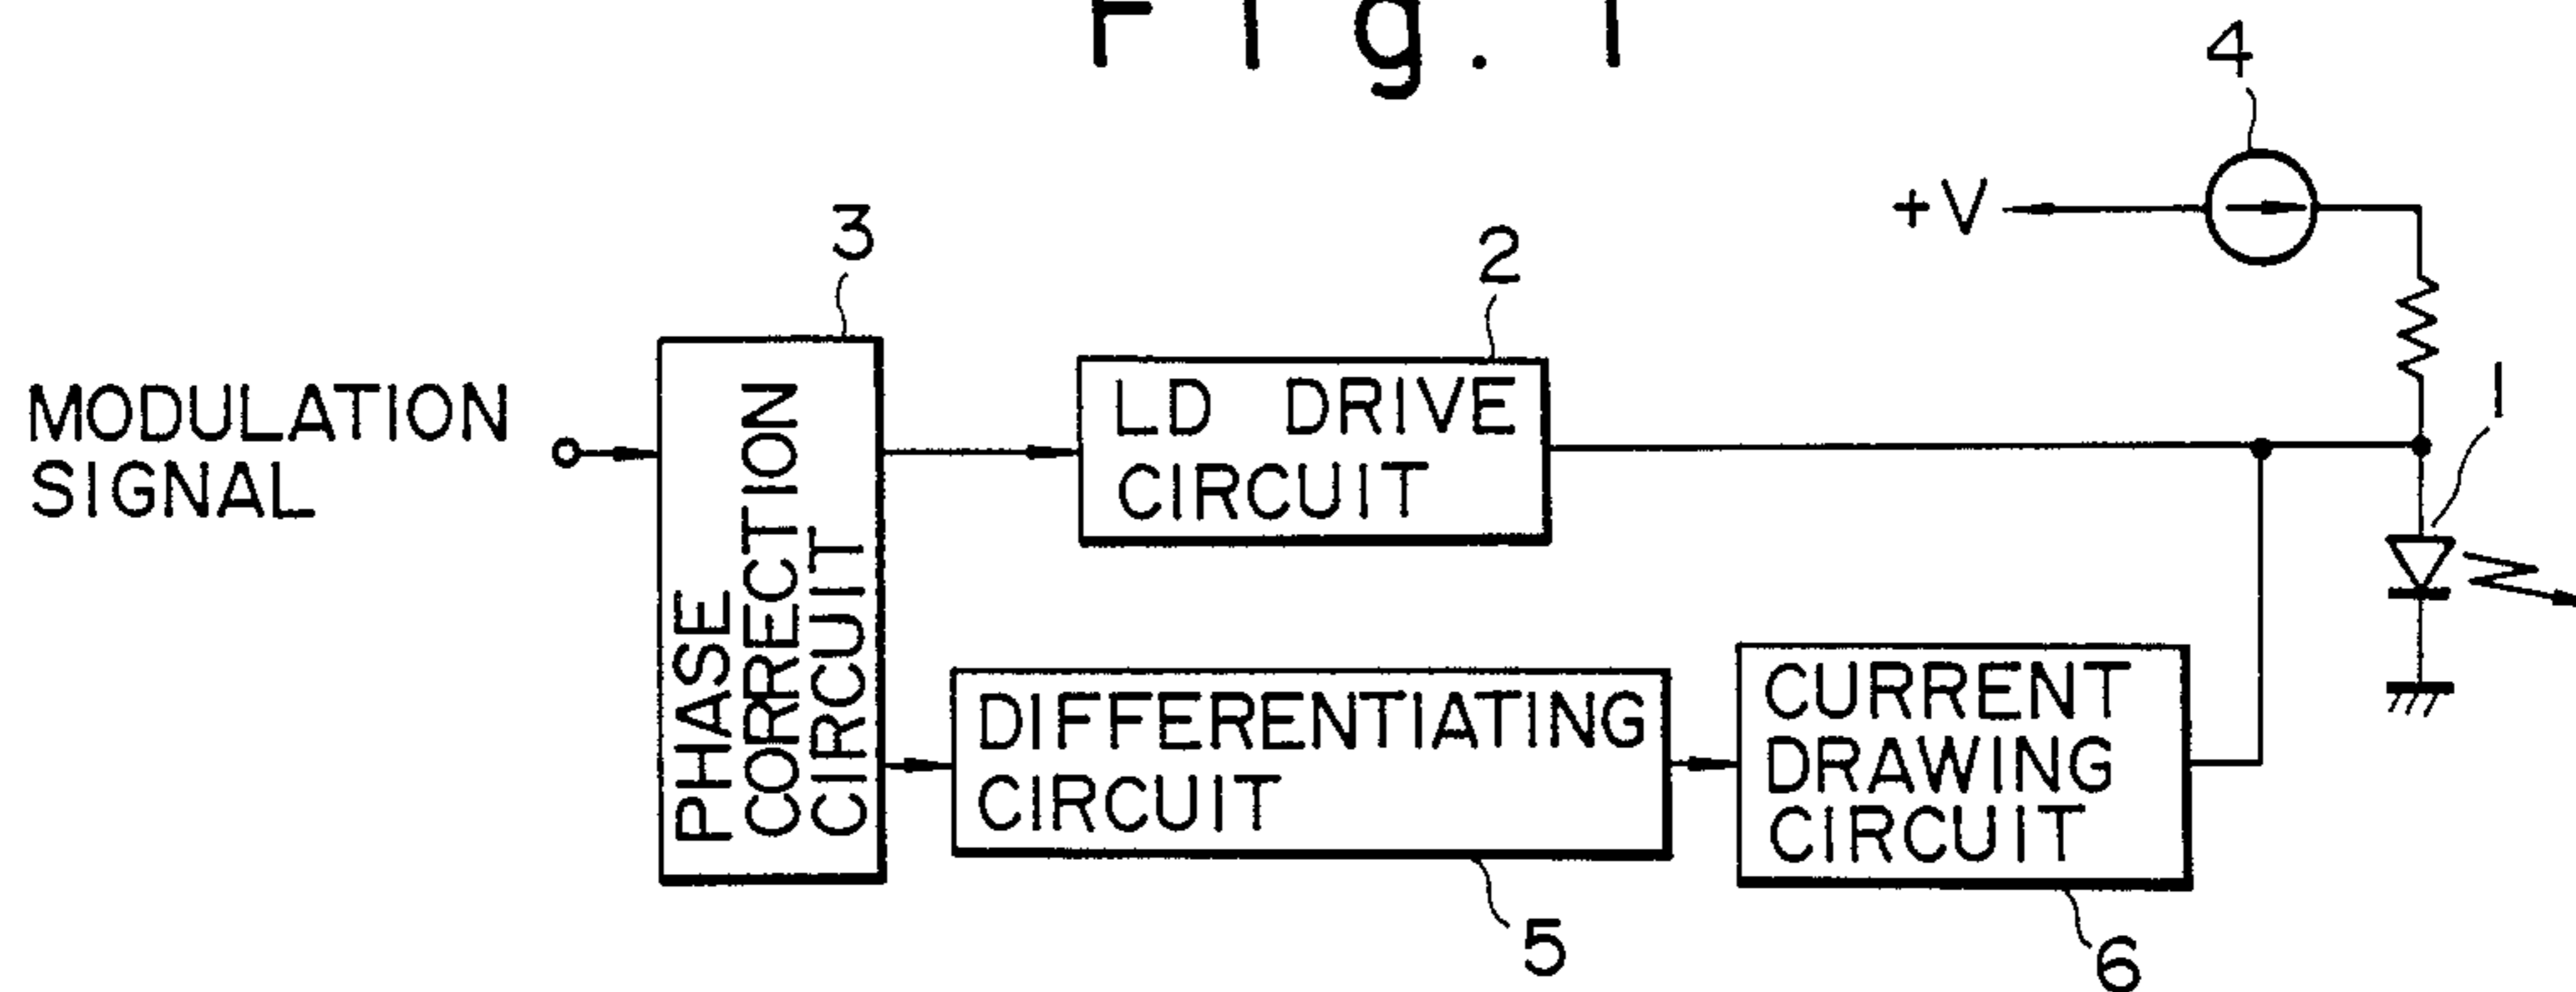 Fig. 1
4
+V
3
2
1
MODULATION
SIGNAL
PHASE
CORRECTION
CIRCUIT
LD DRIVE
CIRCUIT
DIFFERENTIATING
CIRCUIT
CURRENT
DRAWING
CIRCUIT
5
6